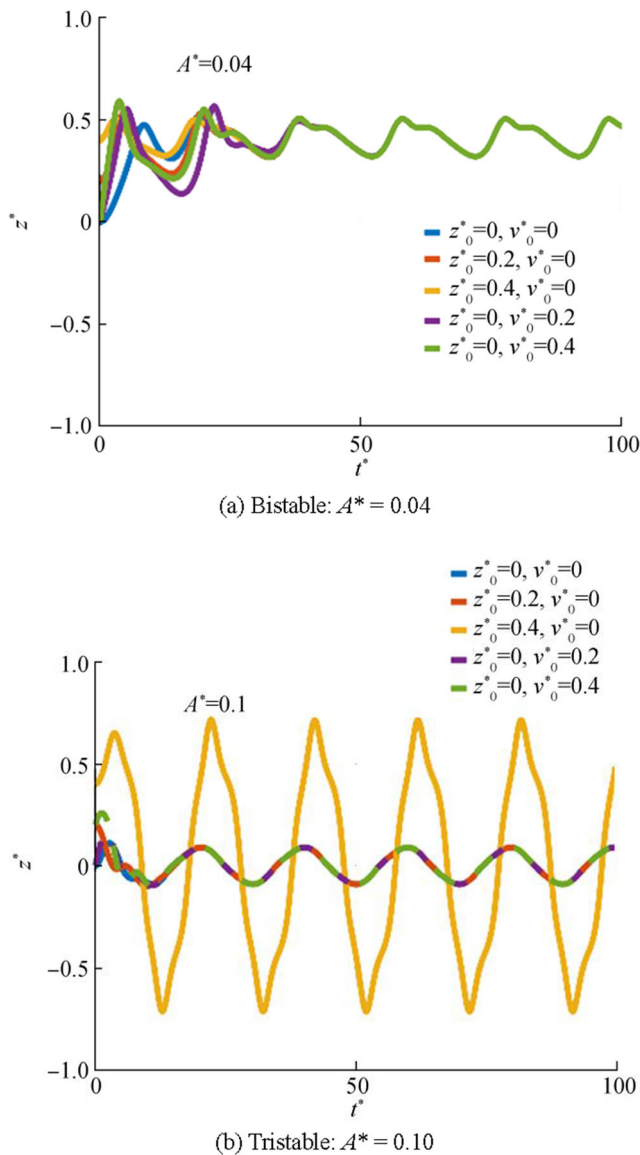 1.0
A*=0.04
0.5
z*
0
z*0=0, v*0=0
z*0=0.2, v*0=0
z*0=0.4, v*0=0
z*0=0, v*0=0.2
z*0=0, v*0=0.4
-0.5
-1.0
0
50
100
t*
(a) Bistable: A* = 0.04
z*0=0, v*0=0
z*0=0.2, v*0=0
z*0=0.4, v*0=0
z*0=0, v*0=0.2
z*0=0, v*0=0.4
1.0
A*=0.1
0.5
z*
0
-0.5
-1.0
0
50
100
t*
(b) Tristable: A* = 0.10